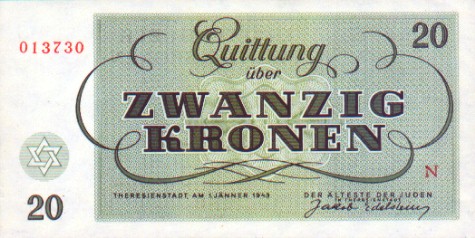 013730
Quittung
20
über
ZWANZIG
KRONEN
N
THERESIENSTADT AM 1. JÄNNER 1943
DER ÄLTESTE DER JUDEN
IN THERESIENSTADT
Jakob Edelstein
20